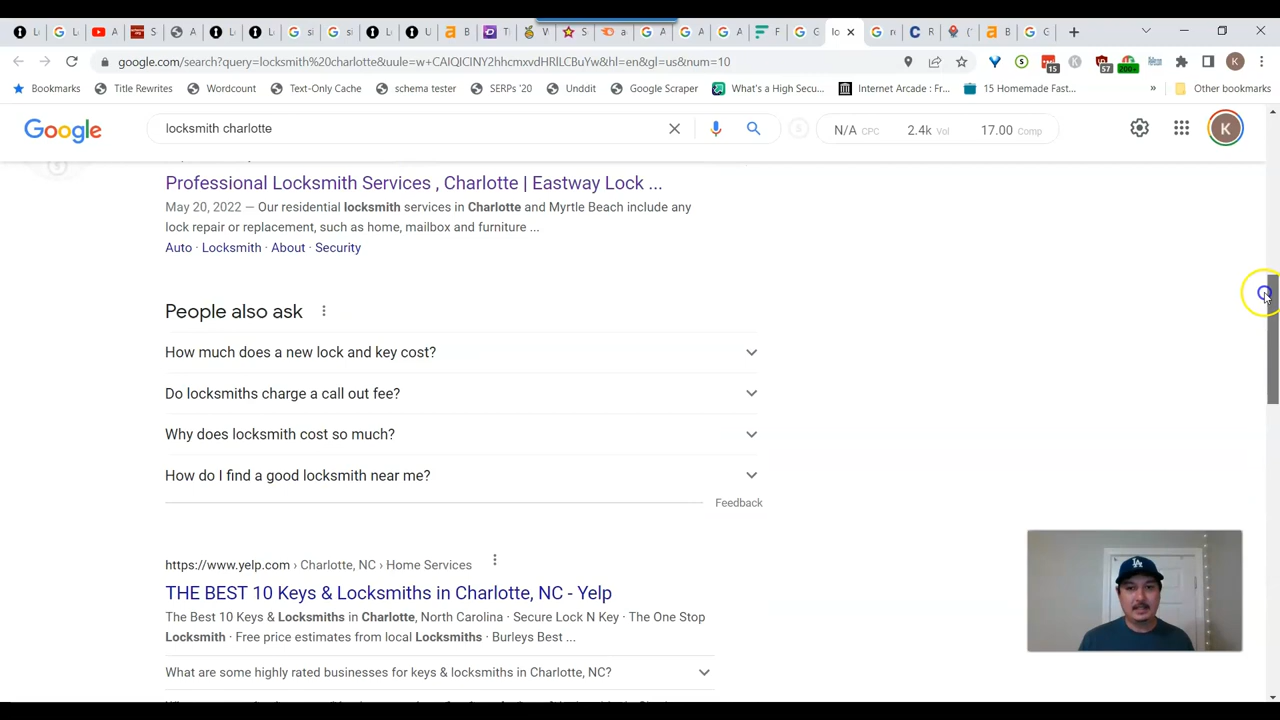 L
L
A
S
A
L
L
si
si
L
U
B
T
W
S
a
A
A
A
F
G
lo
re
R
("
B
G
google.com/search?query=locksmith%20charlotte&uule=w+CAIQICINY2hhcmxvdHRlLCBuYw&hl=en&gl=us&num=10
15
57
200+
K
Bookmarks
Title Rewrites
Wordcount
Text-Only Cache
schema tester
SERPs '20
Unddit
Google Scraper
What's a High Secu...
Internet Arcade : Fr...
15 Homemade Fast...
»
Other bookmarks
Google
locksmith charlotte
N/A CPC
2.4k Vol
17.00 Comp
K
Professional Locksmith Services , Charlotte | Eastway Lock ...
May 20, 2022 — Our residential locksmith services in Charlotte and Myrtle Beach include any
lock repair or replacement, such as home, mailbox and furniture ...
Auto · Locksmith · About · Security
People also ask
How much does a new lock and key cost?
Do locksmiths charge a call out fee?
Why does locksmith cost so much?
How do I find a good locksmith near me?
Feedback
https://www.yelp.com › Charlotte, NC › Home Services
THE BEST 10 Keys & Locksmiths in Charlotte, NC - Yelp
The Best 10 Keys & Locksmiths in Charlotte, North Carolina · Secure Lock N Key · The One Stop
Locksmith · Free price estimates from local Locksmiths · Burleys Best ...
What are some highly rated businesses for keys & locksmiths in Charlotte, NC?